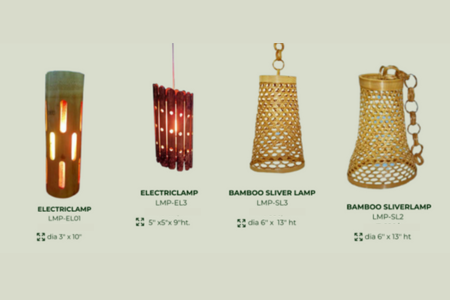 ELECTRICLAMP
LMP-EL01
dia 3" x 10"
ELECTRICLAMP
LMP-EL3
5" x5"x 9"ht.
BAMBOO SLIVER LAMP
LMP-SL3
dia 6" x 13" ht
BAMBOO SLIVERLAMP
LMP-SL2
dia 6" x 13" ht